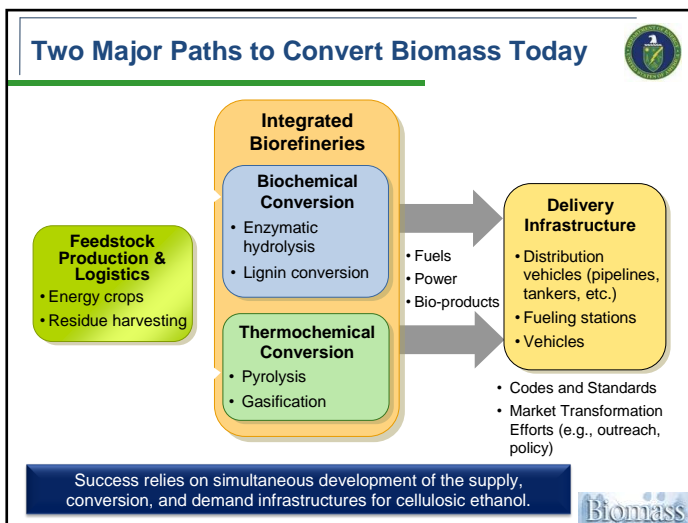 Two Major Paths to Convert Biomass Today
Integrated
Biorefineries
Biochemical
Conversion
• Enzymatic
hydrolysis
• Lignin conversion
Feedstock
Production &
Logistics
• Energy crops
• Residue harvesting
Thermochemical
Conversion
• Pyrolysis
• Gasification
• Fuels
• Power
• Bio-products
Delivery
Infrastructure
• Distribution
vehicles (pipelines,
tankers, etc.)
• Fueling stations
• Vehicles
• Codes and Standards
• Market Transformation
Efforts (e.g., outreach,
policy)
Success relies on simultaneous development of the supply,
conversion, and demand infrastructures for cellulosic ethanol.
Biomass